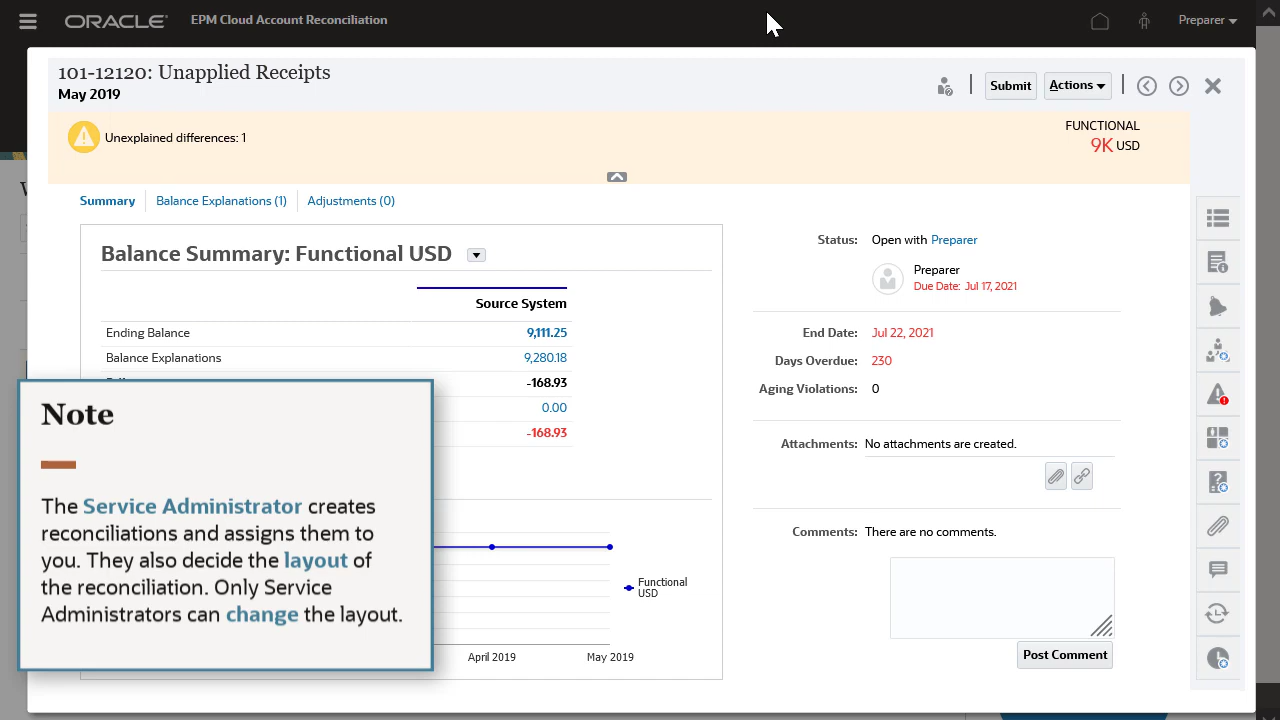 ORACLE
EPM Cloud Account Reconciliation
Preparer
101-12120: Unapplied Receipts
May 2019
Submit
Actions
Unexplained differences: 1
FUNCTIONAL
9K USD
Summary
Balance Explanations (1)
Adjustments (0)
Balance Summary: Functional USD
Source System
Ending Balance 9,111.25
Balance Explanations 9,280.18
-168.93
0.00
-168.93
Functional
USD
April 2019
May 2019
Status: Open with Preparer
Preparer
Due Date: Jul 17, 2021
End Date: Jul 22, 2021
Days Overdue: 230
Aging Violations: 0
Attachments: No attachments are created.
Comments: There are no comments.
Post Comment
Note
The Service Administrator creates
reconciliations and assigns them to
you. They also decide the layout of
the reconciliation. Only Service
Administrators can change the layout.